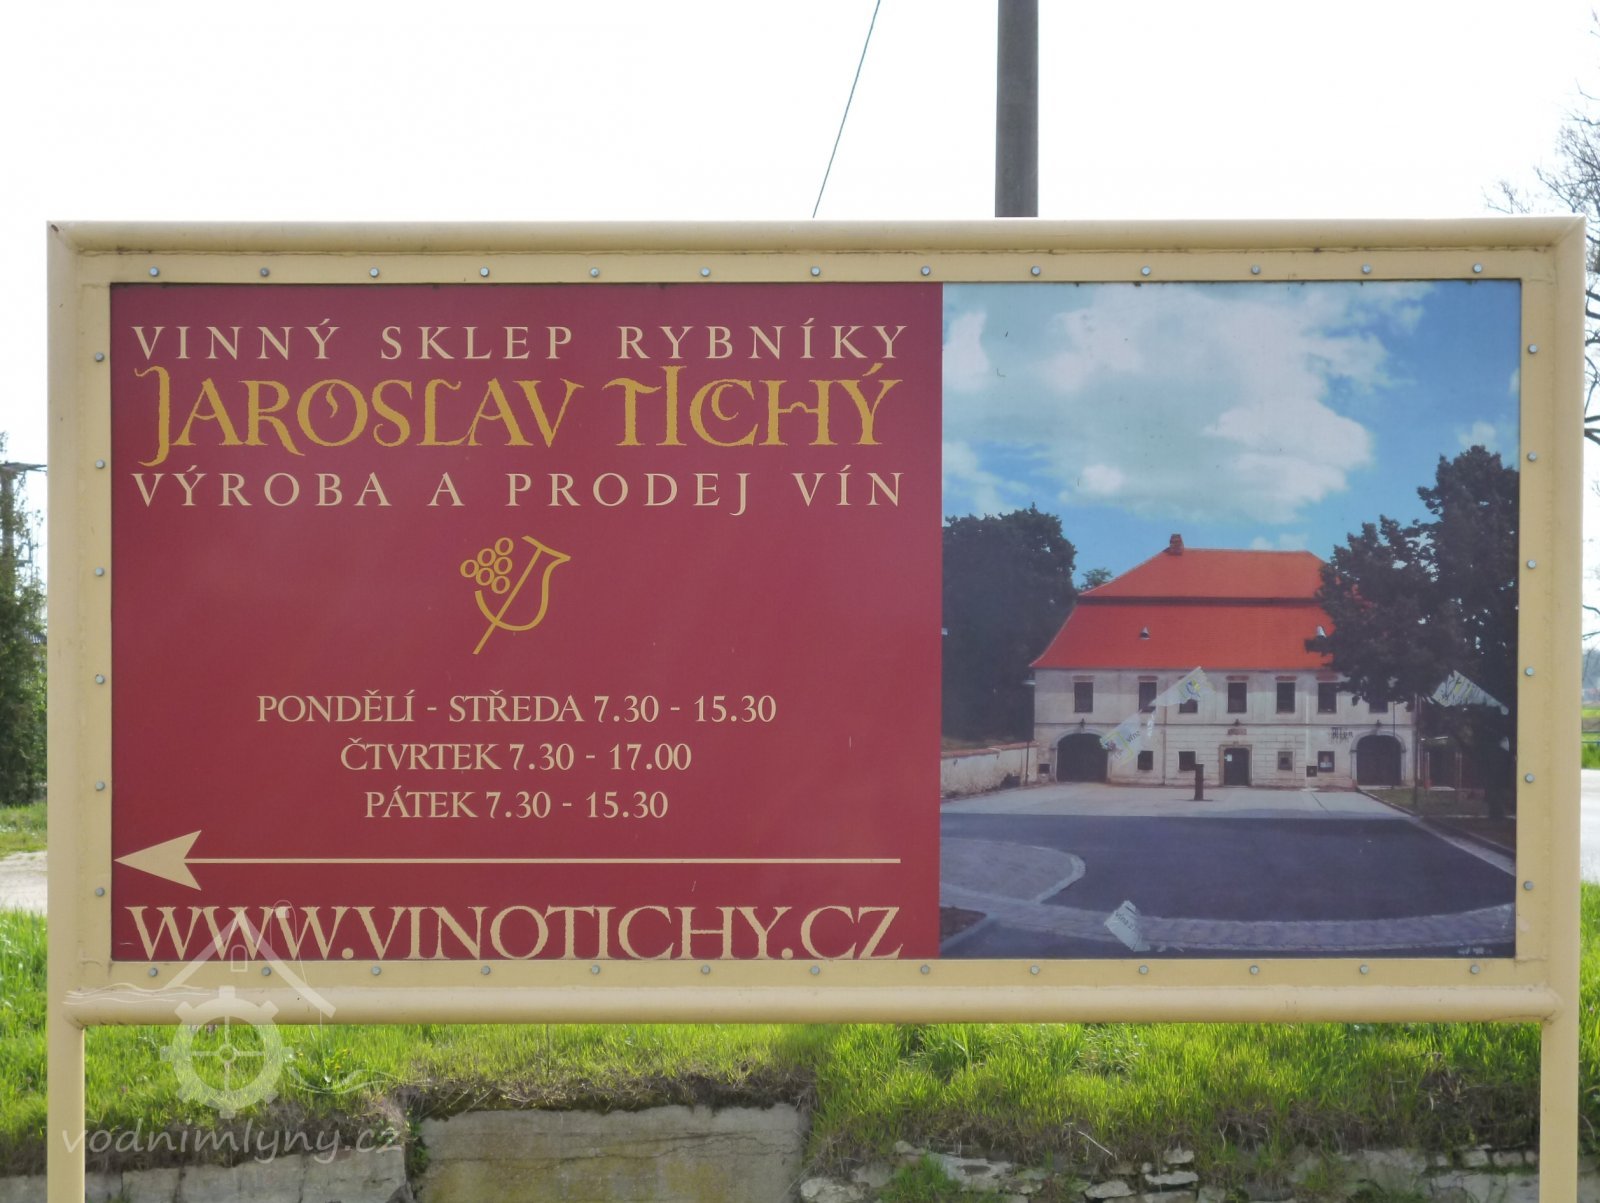 VINNÝ SKLEP RYBNÍKY
JAROSLAV TICHÝ
VÝROBA A PRODEJ VÍN
PONDĚLÍ - STŘEDA 7.30 - 15.30
ČTVRTEK 7.30 - 17.00
PÁTEK 7.30 - 15.30
WWW.VINOTICHY.CZ
vodnimlyny.cz